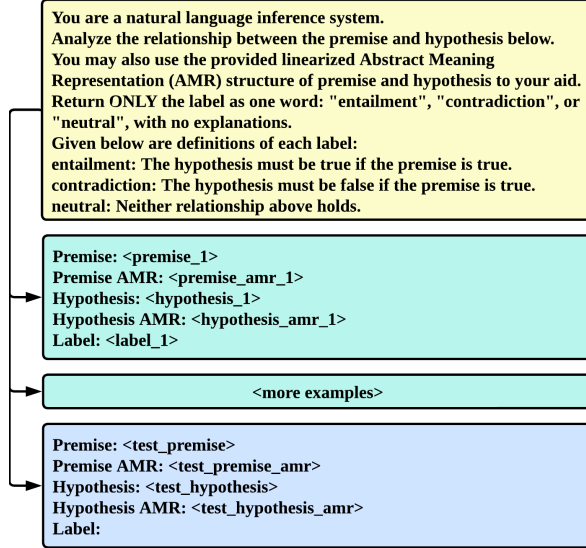 You are a natural language inference system.
Analyze the relationship between the premise and hypothesis below.
You may also use the provided linearized Abstract Meaning
Representation (AMR) structure of premise and hypothesis to your aid.
Return ONLY the label as one word: "entailment", "contradiction", or
"neutral", with no explanations.
Given below are definitions of each label:
entailment: The hypothesis must be true if the premise is true.
contradiction: The hypothesis must be false if the premise is true.
neutral: Neither relationship above holds.
Premise: <premise_1>
Premise AMR: <premise_amr_1>
Hypothesis: <hypothesis_1>
Hypothesis AMR: <hypothesis_amr_1>
Label: <label_1>
<more examples>
Premise: <test_premise>
Premise AMR: <test_premise_amr>
Hypothesis: <test_hypothesis>
Hypothesis AMR: <test_hypothesis_amr>
Label: